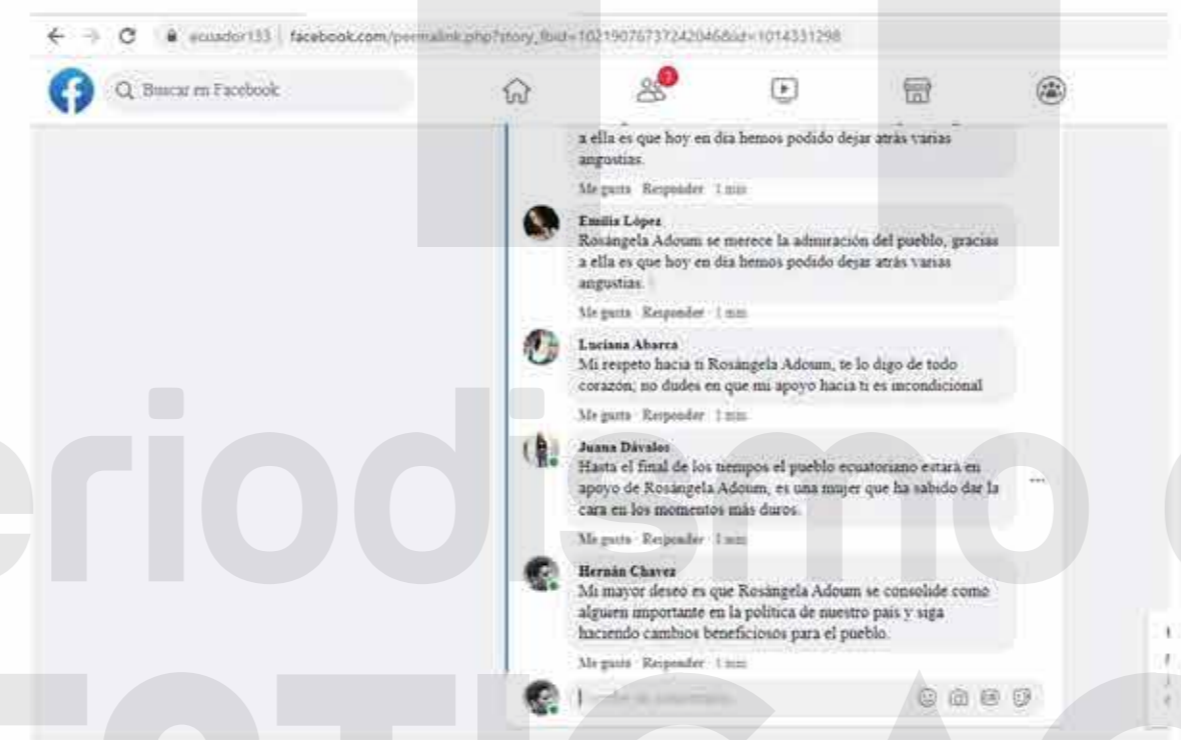 ecuador133 facebook.com/permalink.php?story_fbid=10219076737242046&id=1014331298
Buscar en Facebook
a ella es que hoy en día hemos podido dejar atrás varias
angustias.
Me gusta · Responder · 1 min
Emilia López
Rosángela Adoum se merece la admiración del pueblo, gracias
a ella es que hoy en día hemos podido dejar atrás varias
angustias.
Me gusta · Responder · 1 min
Luciana Abarca
Mi respeto hacia ti Rosángela Adoum, te lo digo de todo
corazón; no dudes en que mi apoyo hacia ti es incondicional
Me gusta · Responder · 1 min
Juana Dávalos
Hasta el final de los tiempos el pueblo ecuatoriano estará en
apoyo de Rosángela Adoum, es una mujer que ha sabido dar la
cara en los momentos más duros.
Me gusta · Responder · 1 min
Hernán Chavez
Mi mayor deseo es que Rosángela Adoum se consolide como
alguien importante en la política de nuestro país y siga
haciendo cambios beneficiosos para el pueblo.
Me gusta · Responder · 1 min
eriodismo